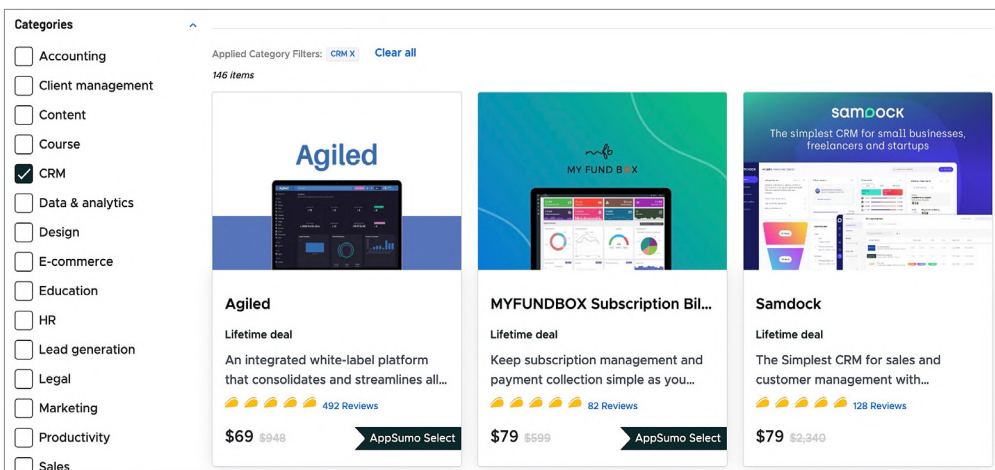 Categories
Accounting
Client management
Content
Course
CRM
Data & analytics
Design
E-commerce
Education
HR
Lead generation
Legal
Marketing
Productivity
Sales
Applied Category Filters: CRM X Clear all
146 items
Agiled
Agiled
Lifetime deal
An integrated white-label platform
that consolidates and streamlines all...
492 Reviews
$69 $948 AppSumo Select
mfb
MY FUND BOX
MYFUNDBOX Subscription Bil...
Lifetime deal
Keep subscription management and
payment collection simple as you...
82 Reviews
$79 $599 AppSumo Select
samdock
The simplest CRM for small businesses,
freelancers and startups
Samdock
Lifetime deal
The Simplest CRM for sales and
customer management with...
128 Reviews
$79 $2,340